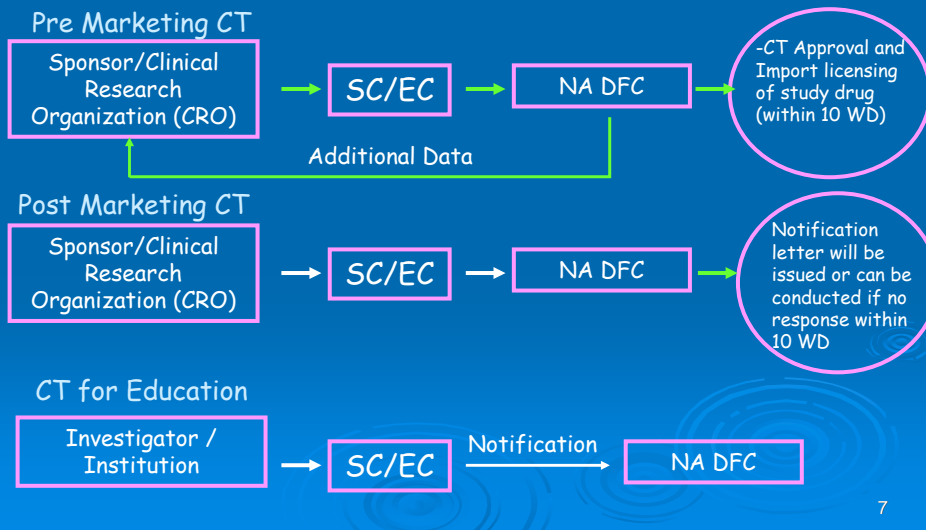 Pre Marketing CT
Sponsor/Clinical
Research
Organization (CRO)
SC/EC
NA DFC
-CT Approval and
Import licensing
of study drug
(within 10 WD)
Additional Data
Post Marketing CT
Sponsor/Clinical
Research
Organization (CRO)
SC/EC
NA DFC
Notification
letter will be
issued or can be
conducted if no
response within
10 WD
CT for Education
Investigator /
Institution
SC/EC
Notification
NA DFC
7